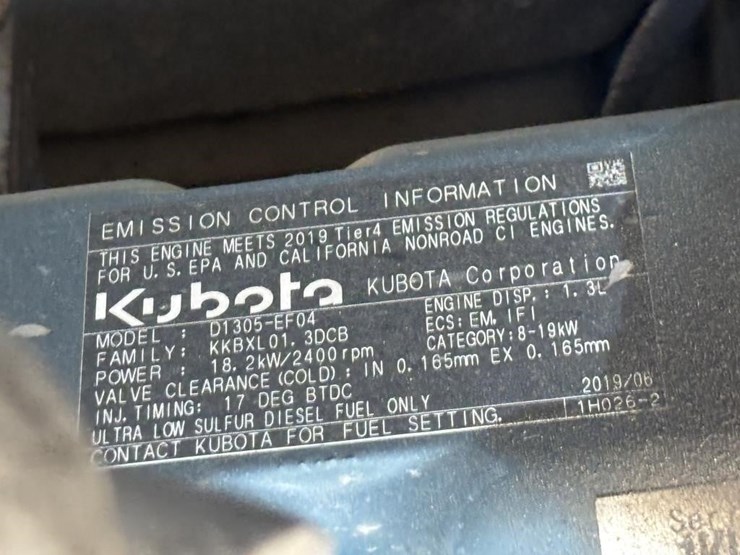 EMISSION CONTROL INFORMATION
THIS ENGINE MEETS 2019 Tier4 EMISSION REGULATIONS
FOR U.S.EPA AND CALIFORNIA NONROAD CI ENGINES.
Kubota KUBOTA Corporation
MODEL : D1305-EF04 ENGINE DISP.: 1.3L
FAMILY: KKBXL01.3DCB ECS: EM, IFI
POWER : 18.2kW/2400rpm CATEGORY:8-19kW
VALVE CLEARANCE (COLD) : IN 0.165mm EX 0.165mm
INJ. TIMING: 17 DEG BTDC 2019/06
ULTRA LOW SULFUR DIESEL FUEL ONLY
CONTACT KUBOTA FOR FUEL SETTING. 1H026-2